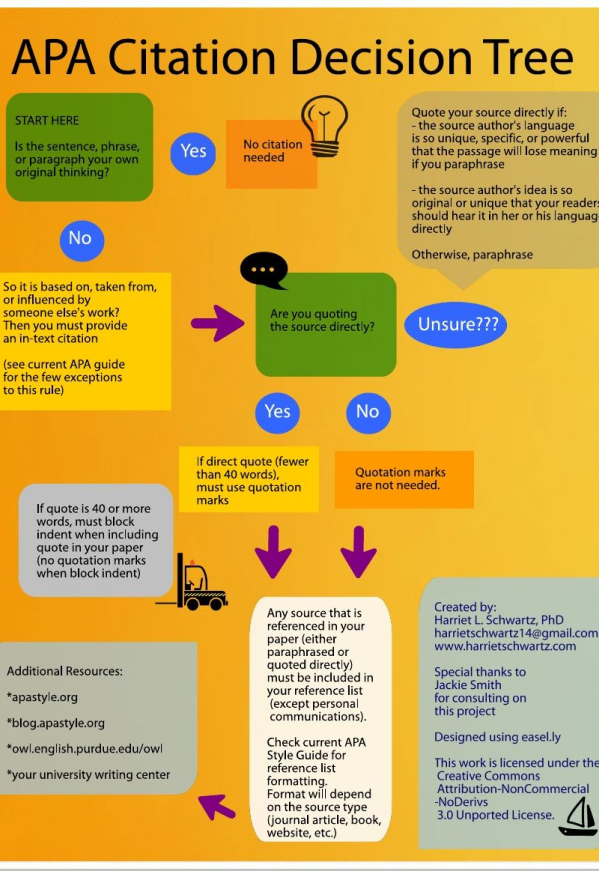 APA Citation Decision Tree
START HERE
Is the sentence, phrase,
or paragraph your own
original thinking?
Yes
No citation
needed
Quote your source directly if:
- the source author's language
is so unique, specific, or powerful
that the passage will lose meaning
if you paraphrase
- the source author's idea is so
original or unique that your readers
should hear it in her or his language
directly
Otherwise, paraphrase
No
So it is based on, taken from,
or influenced by
someone else's work?
Then you must provide
an in-text citation
(see current APA guide
for the few exceptions
to this rule)
Are you quoting
the source directly?
Unsure???
Yes
No
If direct quote (fewer
than 40 words),
must use quotation
marks
Quotation marks
are not needed.
If quote is 40 or more
words, must block
indent when including
quote in your paper
(no quotation marks
when block indent)
Any source that is
referenced in your
paper (either
paraphrased or
quoted directly)
must be included in
your reference list
(except personal
communications).
Check current APA
Style Guide for
reference list
formatting.
Format will depend
on the source type
(journal article, book,
website, etc.)
Additional Resources:
*apastyle.org
*blog.apastyle.org
*owl.english.purdue.edu/owl
*your university writing center
Created by:
Harriet L. Schwartz, PhD
harrietschwartz14@gmail.com
www.harrietschwartz.com
Special thanks to
Jackie Smith
for consulting on
this project
Designed using easel.ly
This work is licensed under the
Creative Commons
Attribution-NonCommercial
-NoDerivs
3.0 Unported License.